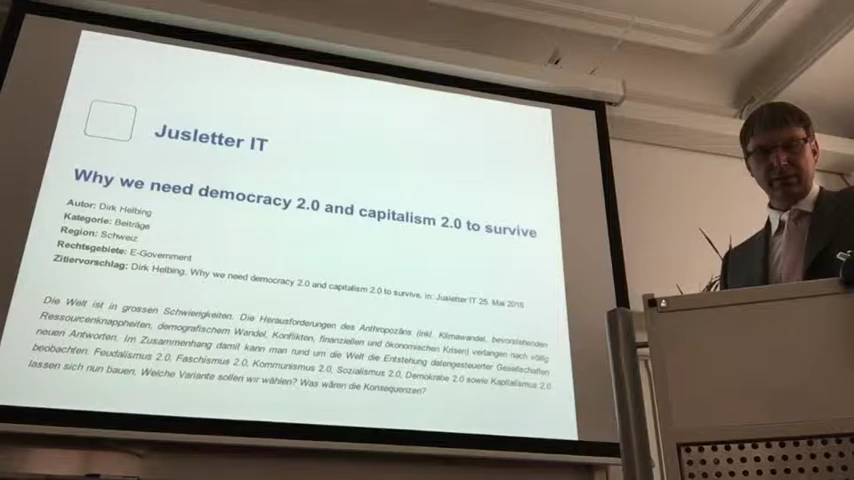 Jusletter IT
Why we need democracy 2.0 and capitalism 2.0 to survive
Autor: Dirk Helbing
Kategorie: Beiträge
Region: Schweiz
Rechtsgebiete: E-Government
Zitiervorschlag: Dirk Helbing, Why we need democracy 2.0 and capitalism 2.0 to survive, in: Jusletter IT 25. Mai 2016
Die Welt ist in grossen Schwierigkeiten. Die Herausforderungen des Anthropozäns (inkl. Klimawandel, bevorstehenden
Ressourcenknappheiten, demografischem Wandel, Konflikten, finanziellen und ökonomischen Krisen) verlangen nach völlig
neuen Antworten. Im Zusammenhang damit kann man rund um die Welt die Entstehung datengesteuerter Gesellschaften
beobachten. Feudalismus 2.0, Faschismus 2.0, Kommunismus 2.0, Sozialismus 2.0, Demokratie 2.0 sowie Kapitalismus 2.0
lassen sich nun bauen. Welche Variante sollen wir wählen? Was wären die Konsequenzen?